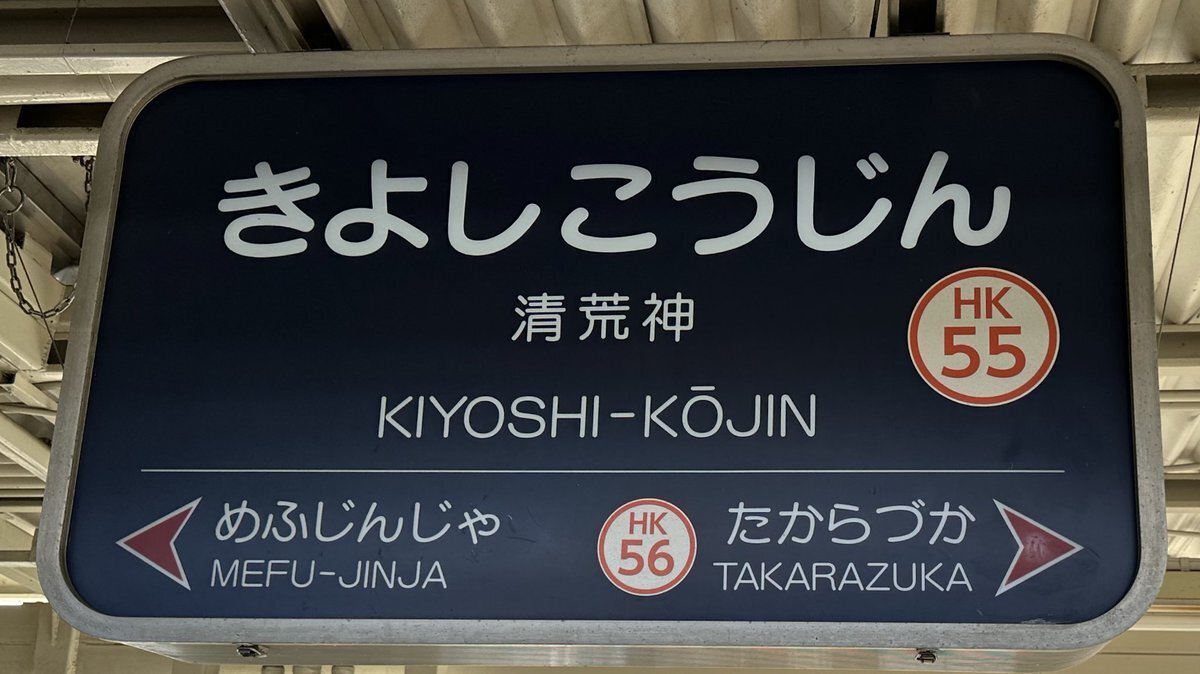 きよしこうじん
清荒神
HK
55
KIYOSHI-KŌJIN
めふじんじゃ
MEFU-JINJA
HK
56
たからづか
TAKARAZUKA